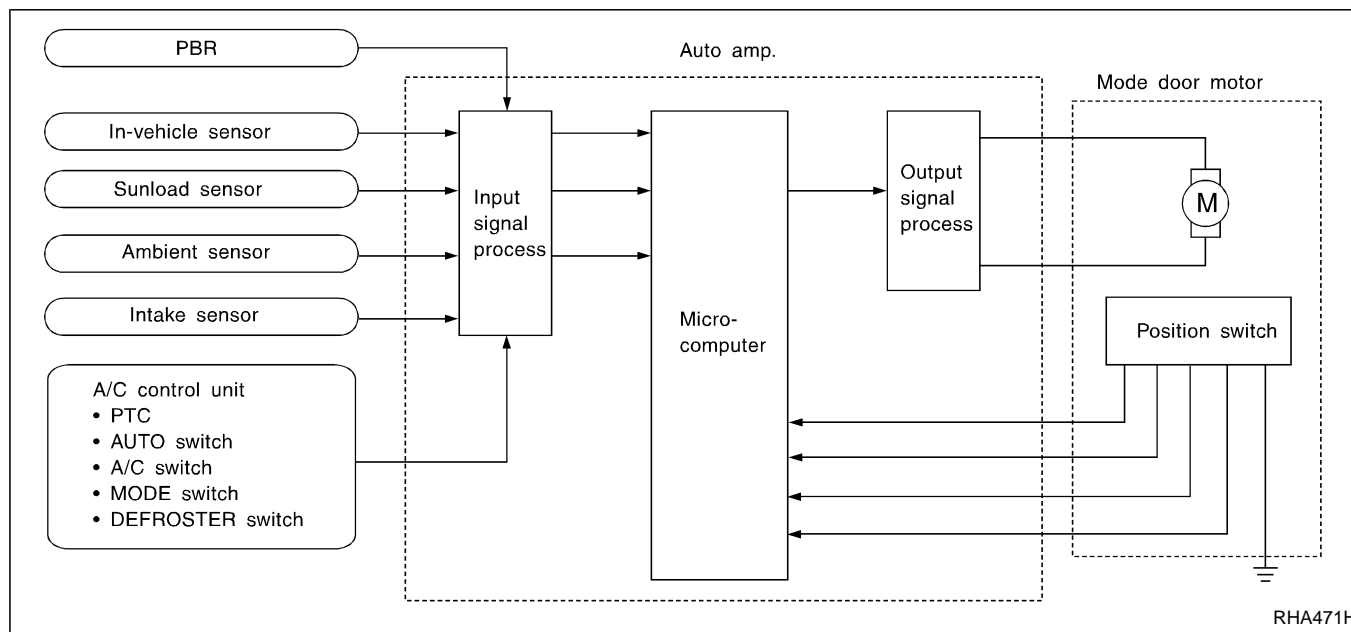 PBR
Auto amp.
Mode door motor
In-vehicle sensor
Sunload sensor
Ambient sensor
Intake sensor
Input
signal
process
Micro-
computer
Output
signal
process
M
Position switch
A/C control unit
• PTC
• AUTO switch
• A/C switch
• MODE switch
• DEFROSTER switch
RHA471H